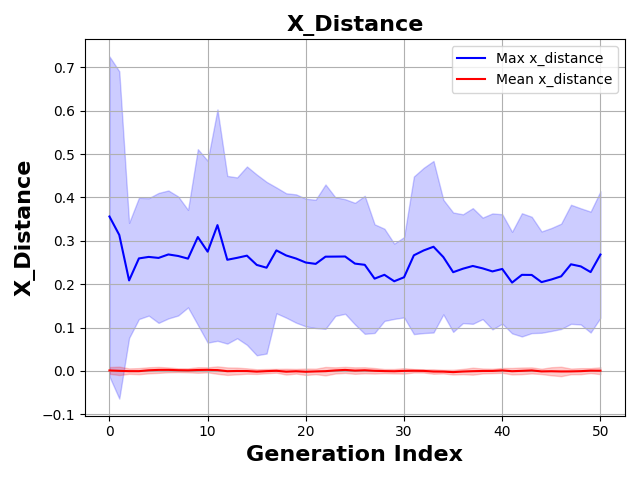 X_Distance
Max x_distance
Mean x_distance
X_Distance
0.7
0.6
0.5
0.4
0.3
0.2
0.1
0.0
−0.1
0 10 20 30 40 50
Generation Index